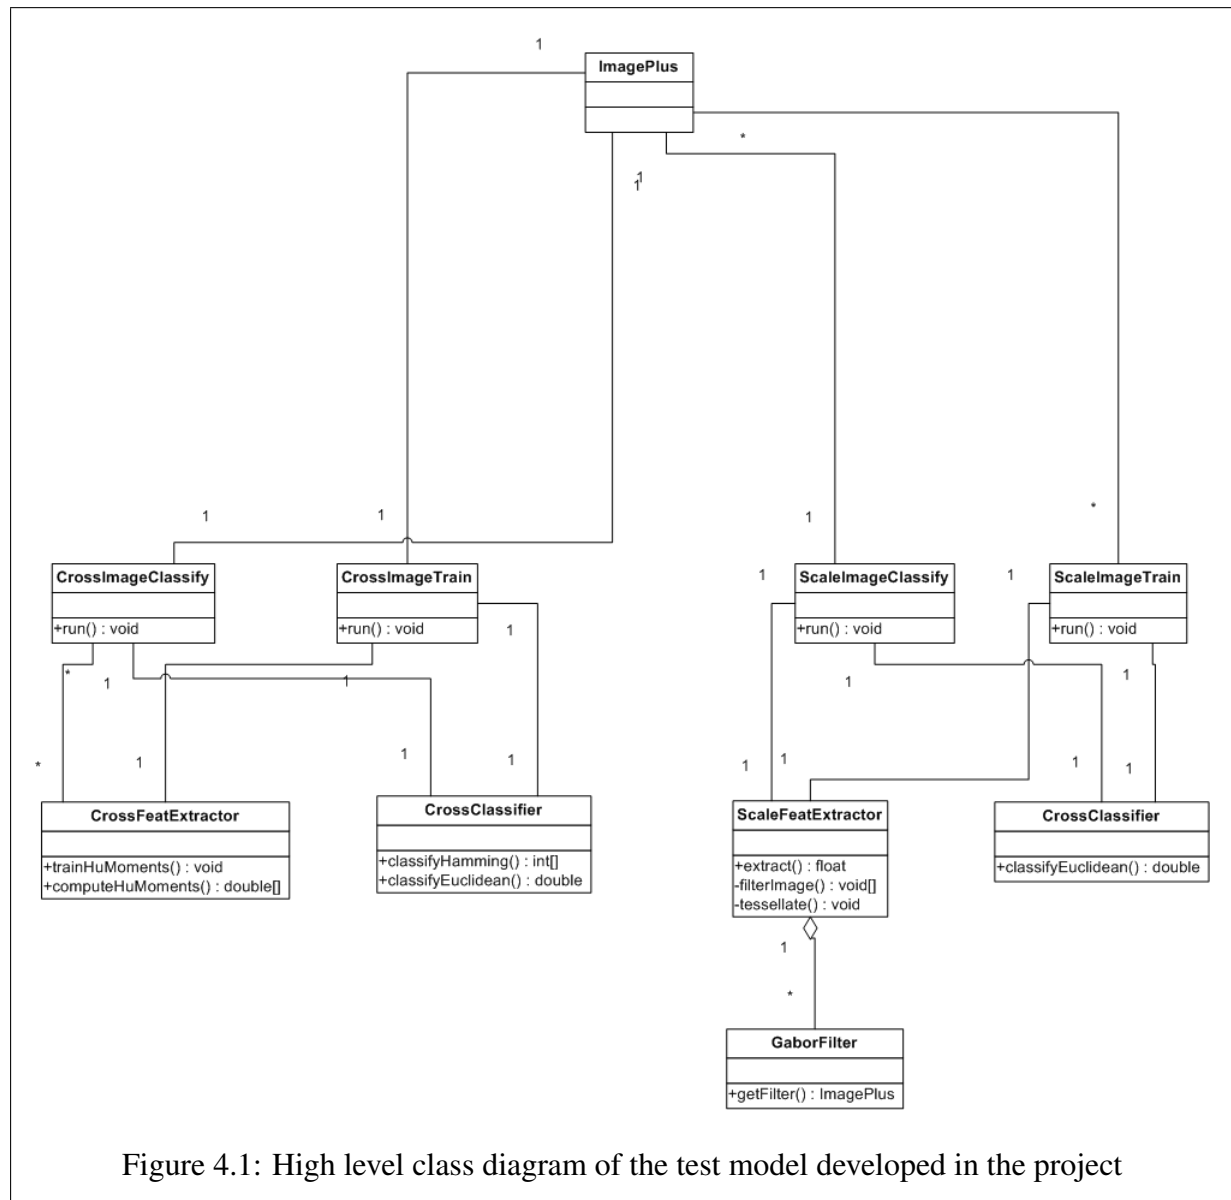 1
ImagePlus
*
1
1
1
1
1
*
CrossImageClassify
+run() : void
CrossImageTrain
+run() : void
1
ScaleImageClassify
+run() : void
1
ScaleImageTrain
+run() : void
1
*
1
1
1
1
*
1
1
1
1
1
1
1
CrossFeatExtractor
+trainHuMoments() : void
+computeHuMoments() : double[]
CrossClassifier
+classifyHamming() : int[]
+classifyEuclidean() : double
ScaleFeatExtractor
+extract() : float
-filterImage() : void[]
-tessellate() : void
CrossClassifier
+classifyEuclidean() : double
1
*
GaborFilter
+getFilter() : ImagePlus
Figure 4.1: High level class diagram of the test model developed in the project